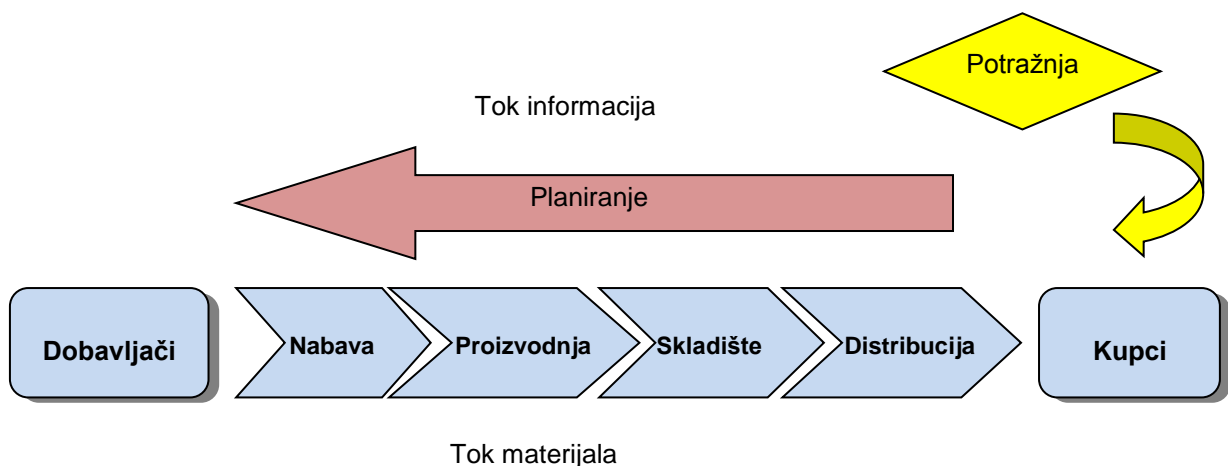 Potražnja
Tok informacija
Planiranje
Dobavljači
Nabava
Proizvodnja
Skladište
Distribucija
Kupci
Tok materijala